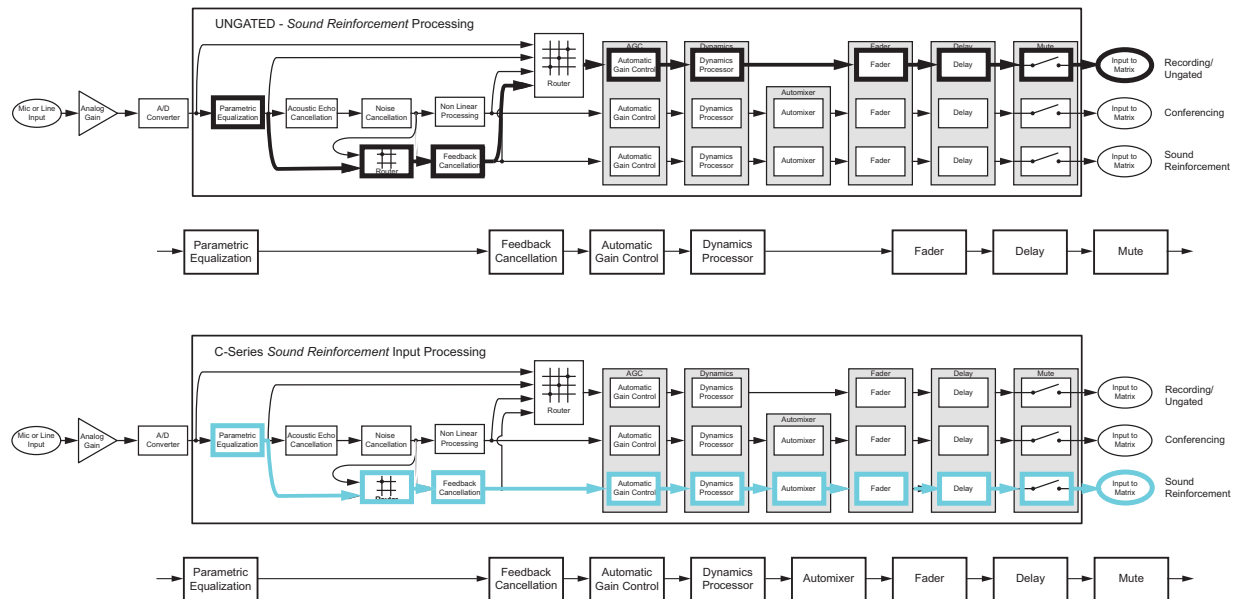 UNGATED - Sound Reinforcement Processing
AGC
Dynamics
Fader
Delay
Mute
Router
Automatic
Gain Control
Dynamics
Processor
Fader
Delay
Input to
Matrix
Recording/
Ungated
Automixer
Mic or Line
Input
Analog
Gain
A/D
Converter
Parametric
Equalization
Acoustic Echo
Cancellation
Noise
Cancellation
Non Linear
Processing
Automatic
Gain Control
Dynamics
Processor
Automixer
Fader
Delay
Input to
Matrix
Conferencing
Router
Feedback
Cancellation
Automatic
Gain Control
Dynamics
Processor
Automixer
Fader
Delay
Input to
Matrix
Sound
Reinforcement
Parametric
Equalization
Feedback
Cancellation
Automatic
Gain Control
Dynamics
Processor
Fader
Delay
Mute
C-Series Sound Reinforcement Input Processing
AGC
Dynamics
Fader
Delay
Mute
Router
Automatic
Gain Control
Dynamics
Processor
Fader
Delay
Input to
Matrix
Recording/
Ungated
Automixer
Mic or Line
Input
Analog
Gain
A/D
Converter
Parametric
Equalization
Acoustic Echo
Cancellation
Noise
Cancellation
Non Linear
Processing
Automatic
Gain Control
Dynamics
Processor
Automixer
Fader
Delay
Input to
Matrix
Conferencing
Router
Feedback
Cancellation
Automatic
Gain Control
Dynamics
Processor
Automixer
Fader
Delay
Input to
Matrix
Sound
Reinforcement
Parametric
Equalization
Feedback
Cancellation
Automatic
Gain Control
Dynamics
Processor
Automixer
Fader
Delay
Mute